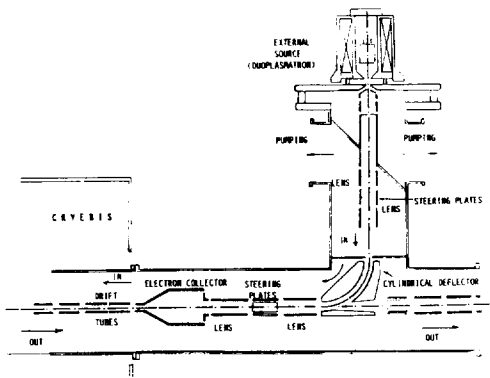 EXTERNAL
SOURCE
(DUOPLASMATRON)
PUMPING
PUMPING
LENS
STEERING PLATES
LENS
CRYEBIS
IN
IN
ELECTRON COLLECTOR
STEERING
PLATES
CYLINDRICAL DEFLECTOR
DRIFT
TUNES
LENS
LENS
OUT
OUT